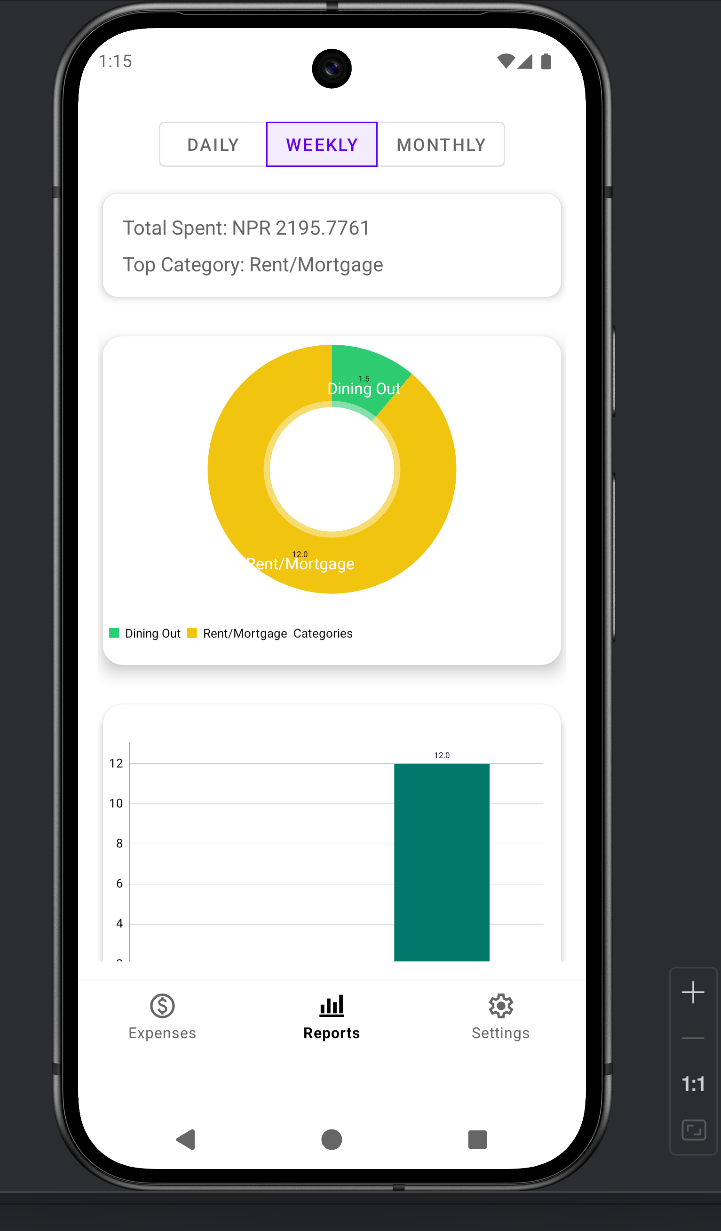 1:15
DAILY WEEKLY MONTHLY
Total Spent: NPR 2195.7761
Top Category: Rent/Mortgage
1.5
Dining Out
12.0
Rent/Mortgage
Dining Out Rent/Mortgage Categories
12.0
12
10
8
6
4
Expenses Reports Settings
1:1